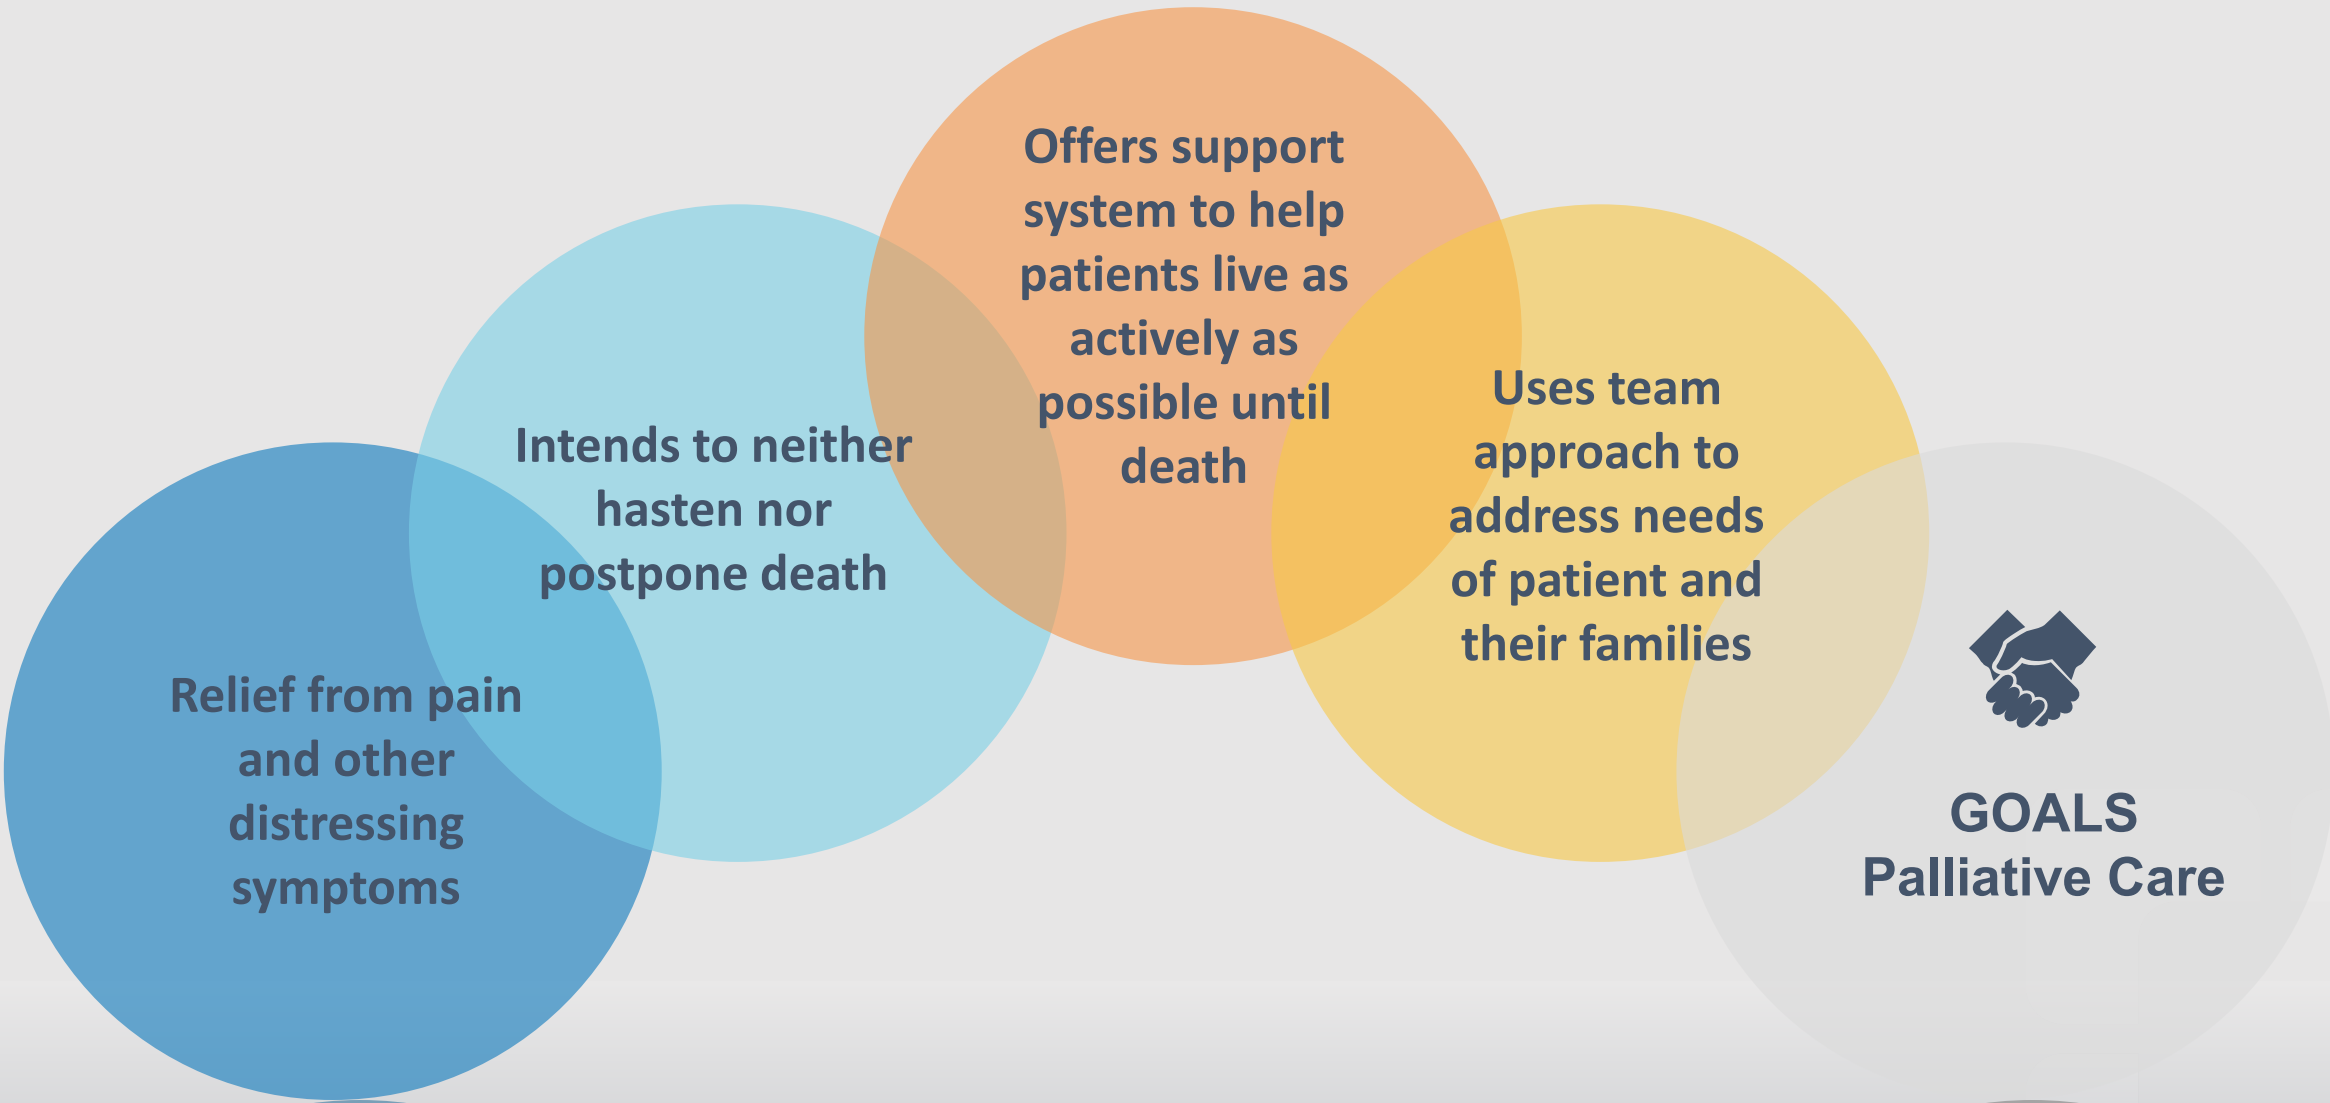 Relief from pain
and other
distressing
symptoms
Intends to neither
hasten nor
postpone death
Offers support
system to help
patients live as
actively as
possible until
death
Uses team
approach to
address needs
of patient and
their families
GOALS
Palliative Care